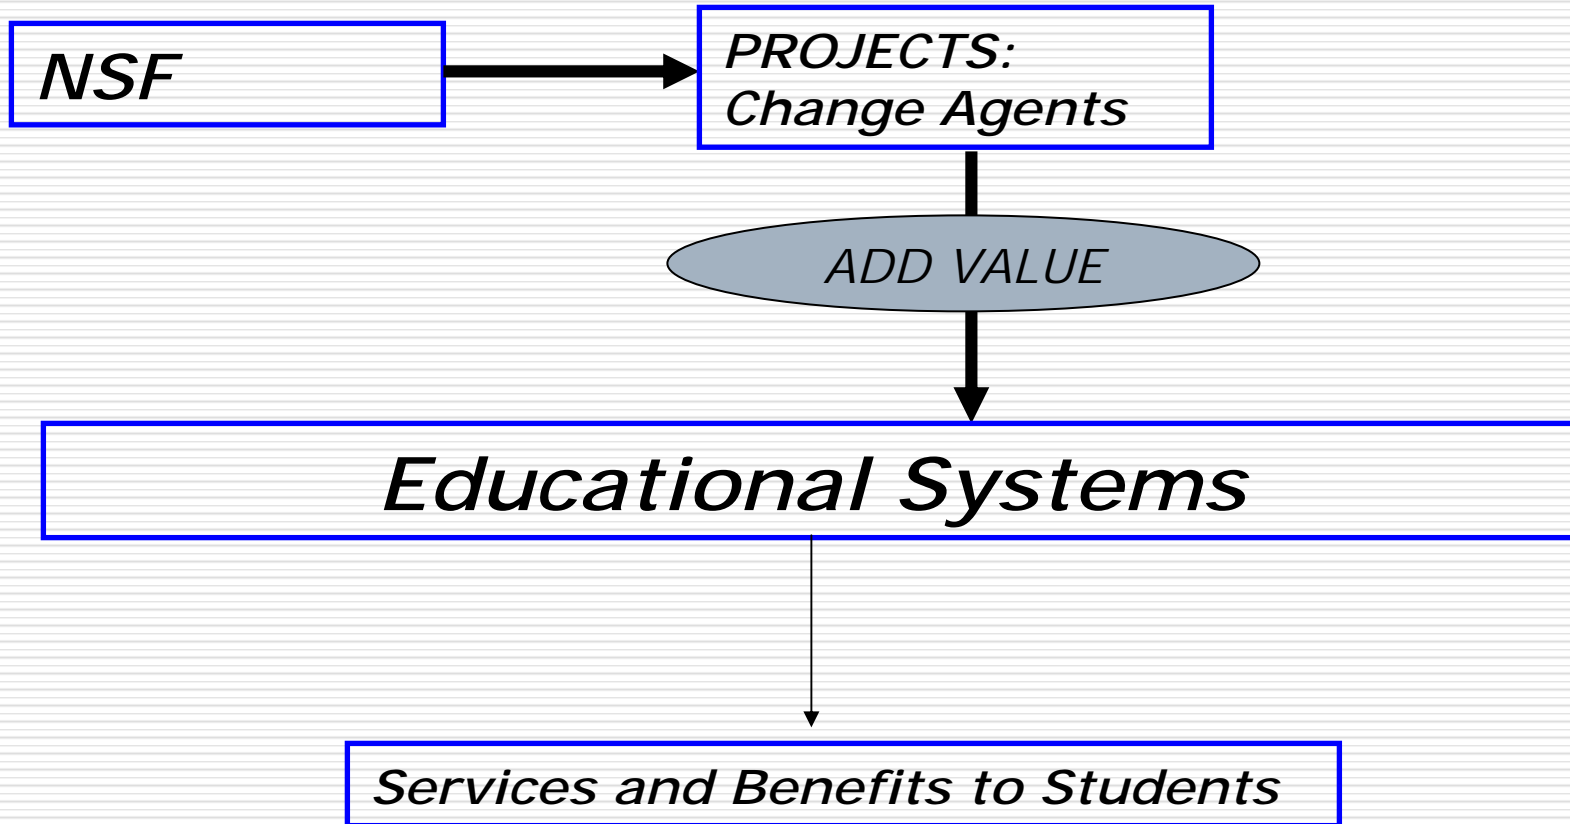 NSF
PROJECTS:
Change Agents
ADD VALUE
Educational Systems
Services and Benefits to Students